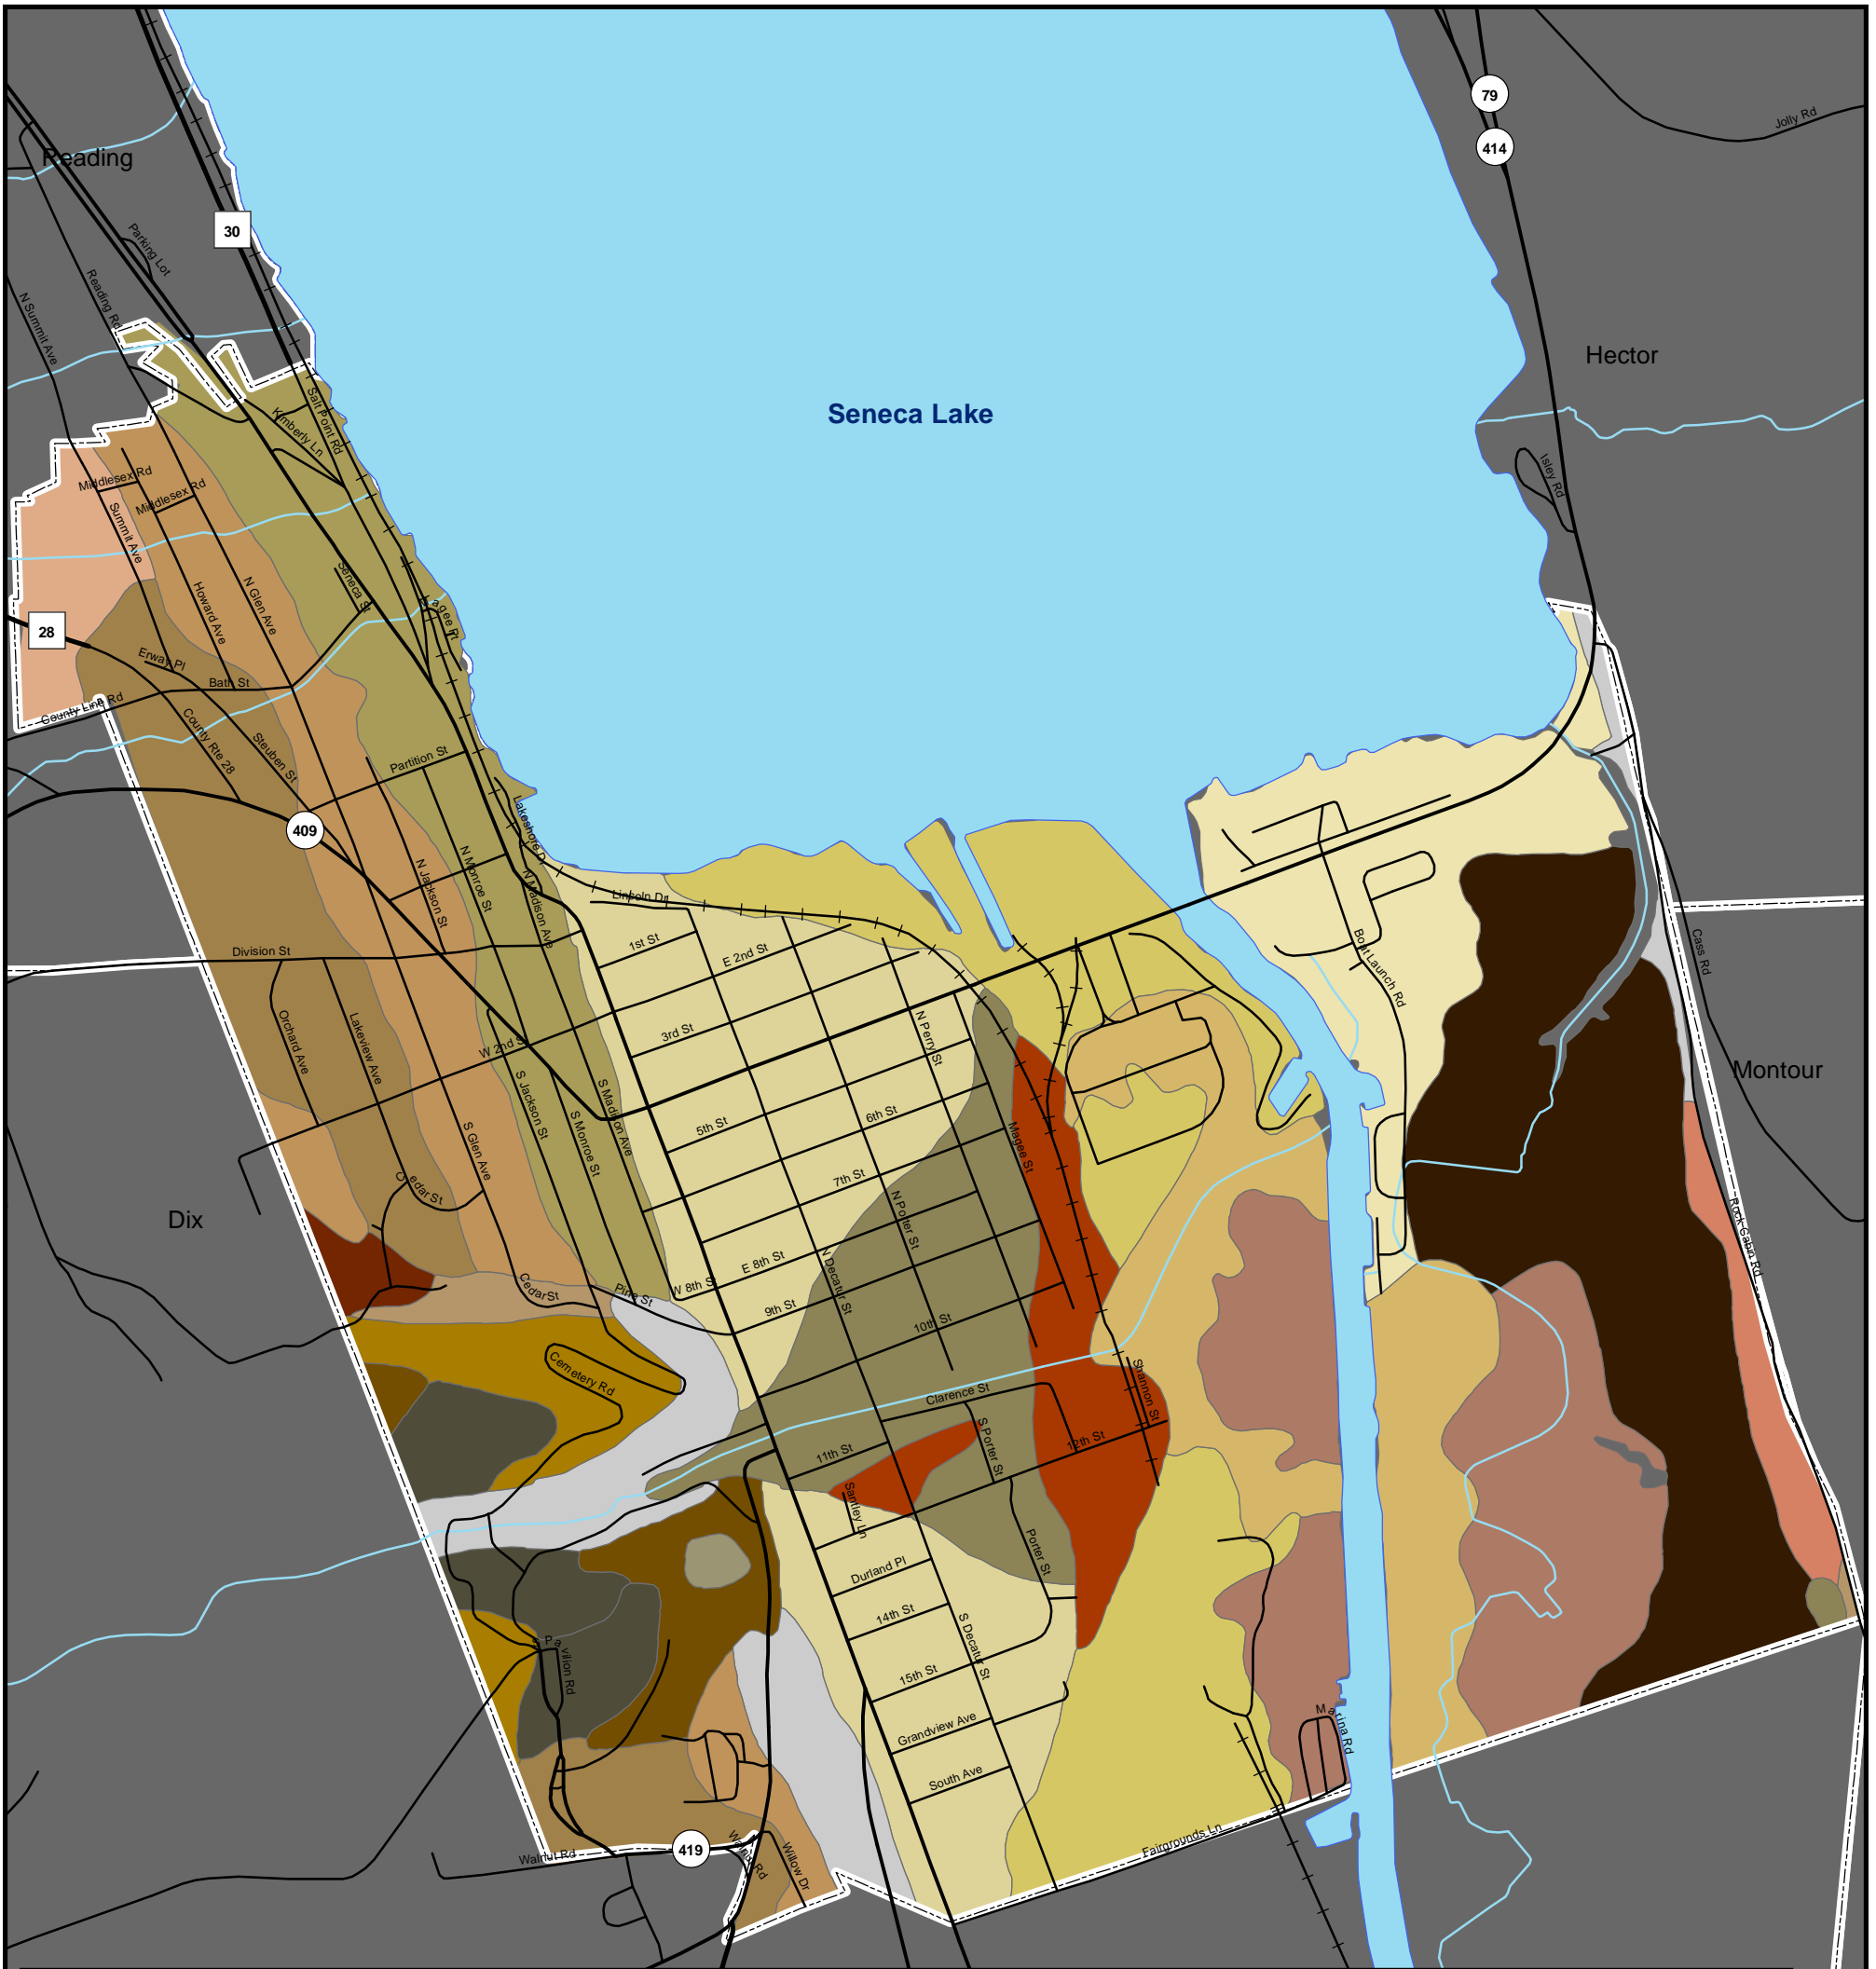 79
Jolly Rd
414
Reading
30
Parking Lot
Reading Rd
N Summit Ave
Hector
Seneca Lake
Salt Point Rd
Kimberly Ln
Isley Rd
Middlesex Rd
Middlesex Rd
Summit Ave
Seneca St
N Glen Ave
Howard Ave
Magee Pt
28
Erway Pl
Bath St
County Line Rd
County Rte 28
Steuben St
Partition St
Lakeshore Dr
409
N Jackson St
N Monroe St
N Madison Ave
Lincoln Dr
1st St
E 2nd St
Division St
Boat Launch Rd
Cass Rd
3rd St
N Perry St
Orchard Ave
Lakeview Ave
W 2nd St
Montour
S Jackson St
S Monroe St
S Madison Ave
5th St
6th St
Magee St
S Glen Ave
7th St
Cedar St
N Porter St
Dix
Rock Cabin Rd
N Decatur St
E 8th St
W 8th St
Cedar St
Pine St
9th St
10th St
Cemetery Rd
Clarence St
Shannon St
S Porter St
11th St
12th St
Santley Ln
Porter St
Durland Pl
14th St
S Decatur St
S Pavilion Rd
15th St
Grandview Ave
Marina Rd
South Ave
Fairgrounds Ln
Walnut Rd
419
Walnut Rd
Willow Dr